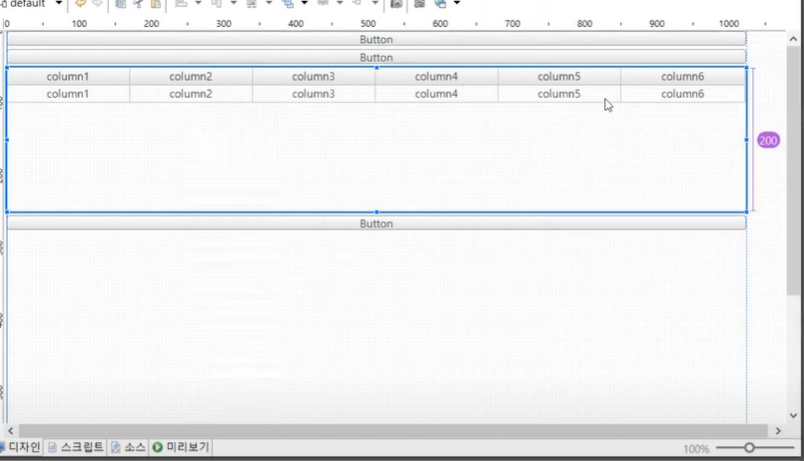 default
0 100 200 300 400 500 600 700 800 900 1000
Button
Button
column1 column2 column3 column4 column5 column6
column1 column2 column3 column4 column5 column6
200
Button
디자인 스크립트 소스 미리보기 100%